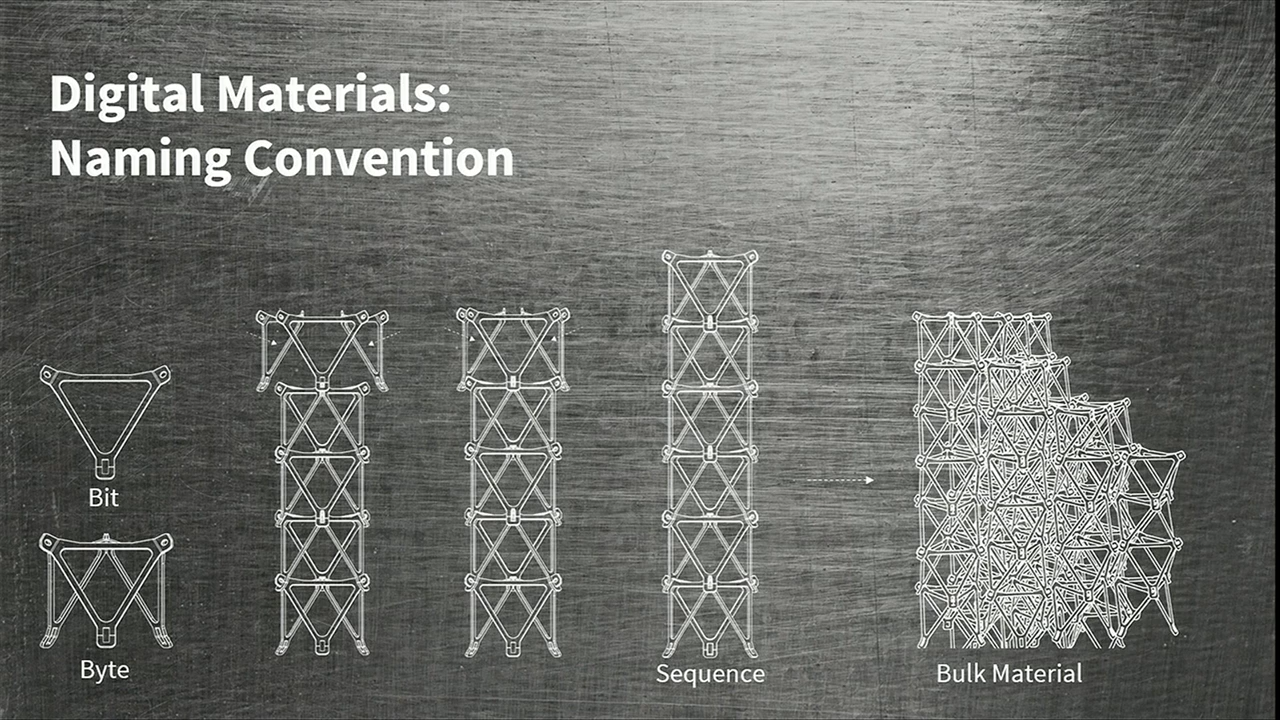 Digital Materials:
Naming Convention
Bit
Byte
Sequence
Bulk Material